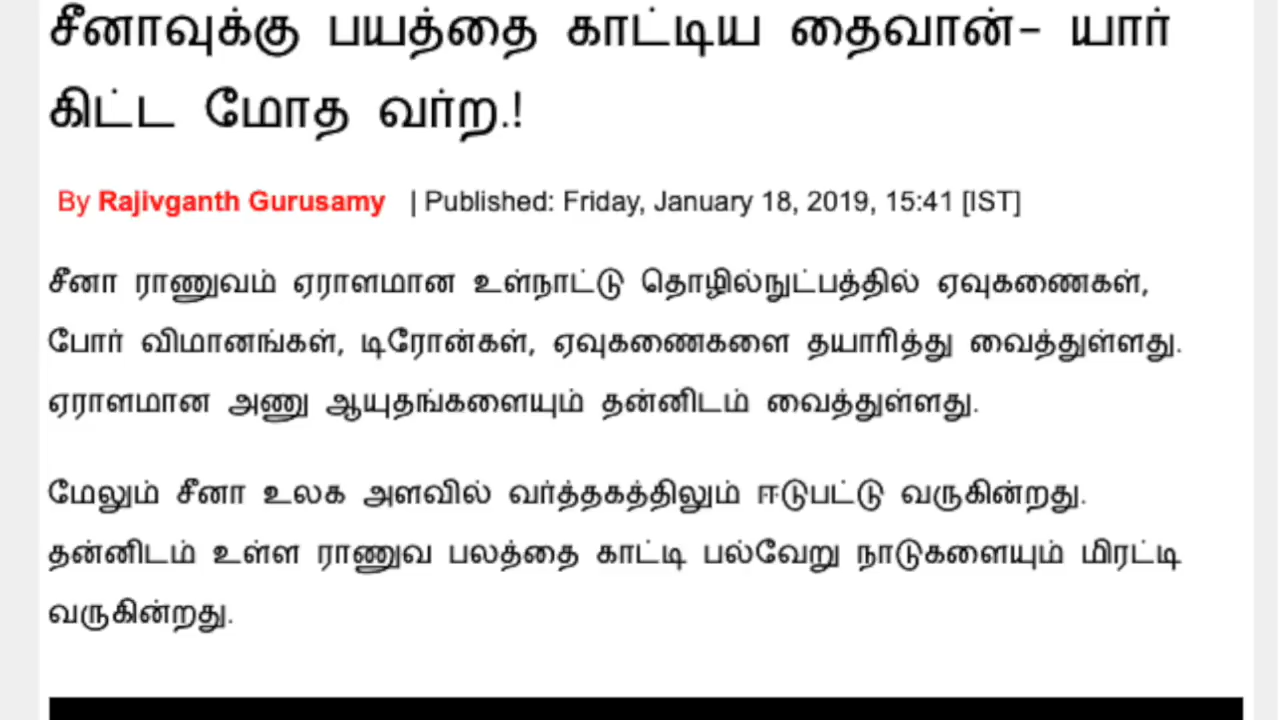 சீனாவுக்கு பயத்தை காட்டிய தைவான்- யார்
கிட்ட மோத வர்ற.!
By Rajivganth Gurusamy | Published: Friday, January 18, 2019, 15:41 [IST]
சீனா ராணுவம் ஏராளமான உள்நாட்டு தொழில்நுட்பத்தில் ஏவுகணைகள்,
போர் விமானங்கள், டிரோன்கள், ஏவுகணைகளை தயாரித்து வைத்துள்ளது.
ஏராளமான அணு ஆயுதங்களையும் தன்னிடம் வைத்துள்ளது.
மேலும் சீனா உலக அளவில் வர்த்தகத்திலும் ஈடுபட்டு வருகின்றது.
தன்னிடம் உள்ள ராணுவ பலத்தை காட்டி பல்வேறு நாடுகளையும் மிரட்டி
வருகின்றது.